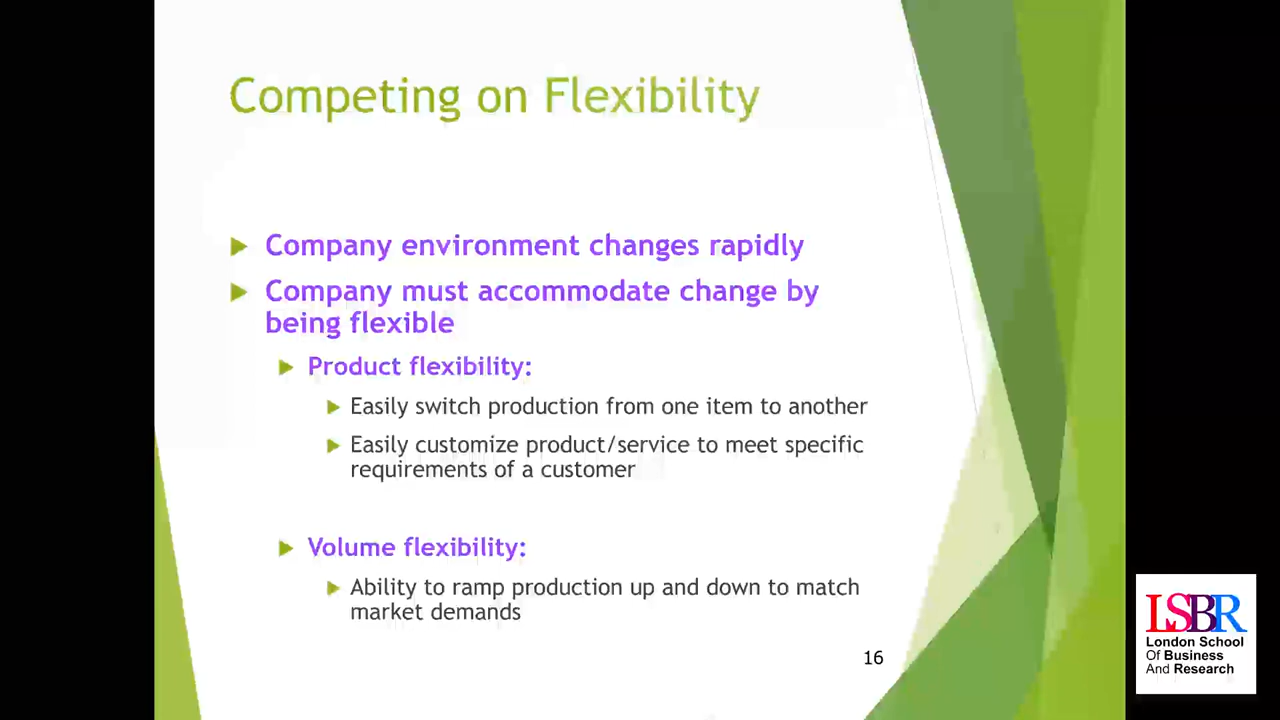 Competing on Flexibility
Company environment changes rapidly
Company must accommodate change by
being flexible
Product flexibility:
Easily switch production from one item to another
Easily customize product/service to meet specific
requirements of a customer
Volume flexibility:
Ability to ramp production up and down to match
market demands
16
LSBR
London School
Of Business
And Research